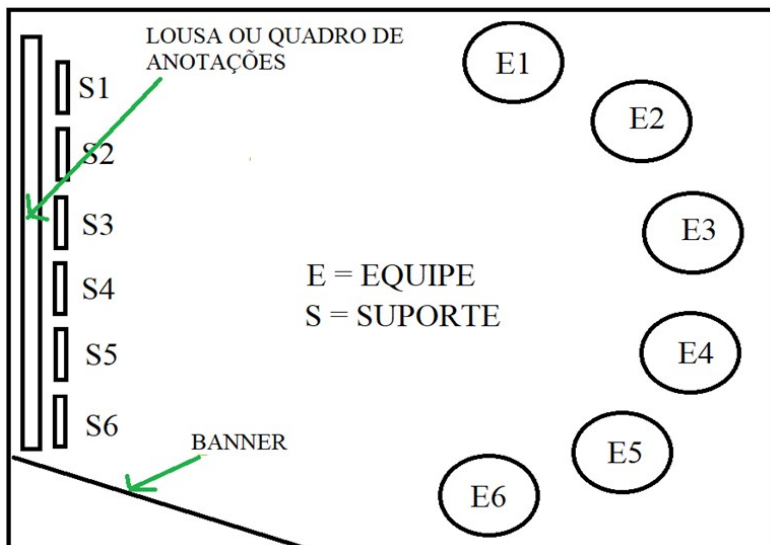 LOUSA OU QUADRO DE
ANOTAÇÕES
S1
S2
S3
S4
S5
S6
E1
E2
E3
E4
E5
E6
E = EQUIPE
S = SUPORTE
BANNER